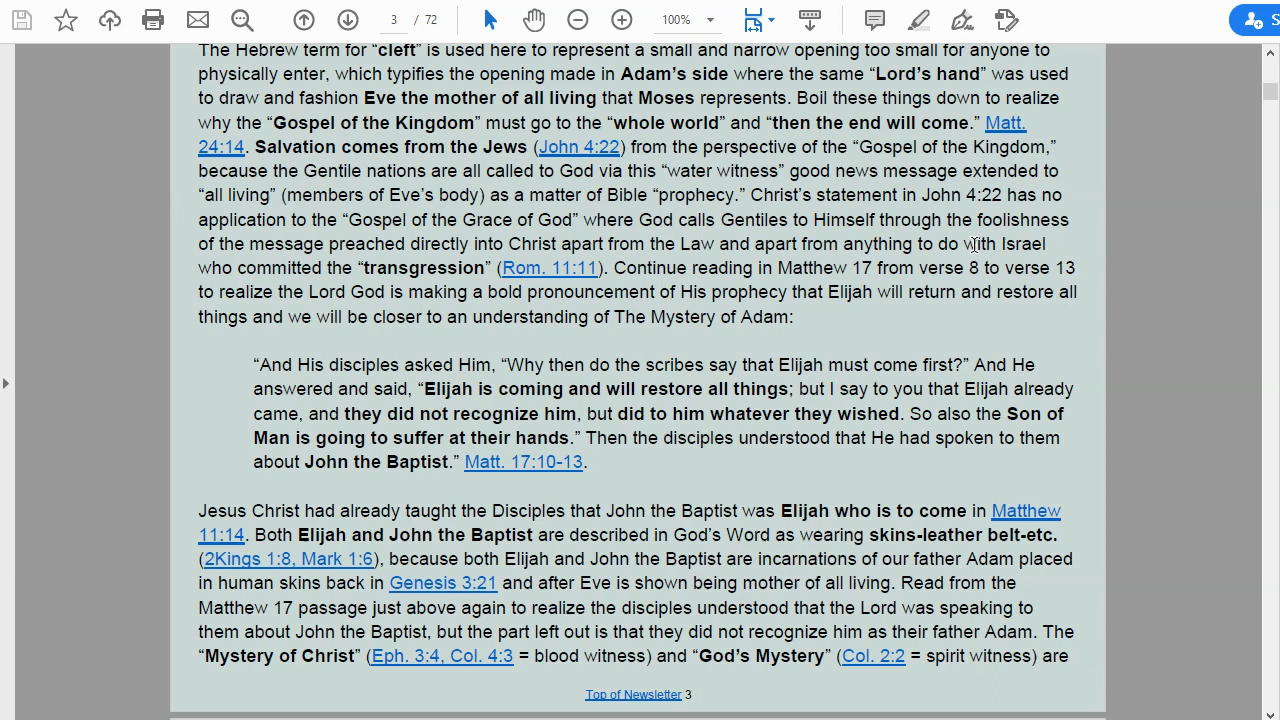 3 / 72 100% S
The Hebrew term for “cleft” is used here to represent a small and narrow opening too small for anyone to
physically enter, which typifies the opening made in Adam’s side where the same “Lord’s hand” was used
to draw and fashion Eve the mother of all living that Moses represents. Boil these things down to realize
why the “Gospel of the Kingdom” must go to the “whole world” and “then the end will come.” Matt.
24:14. Salvation comes from the Jews (John 4:22) from the perspective of the “Gospel of the Kingdom,”
because the Gentile nations are all called to God via this “water witness” good news message extended to
“all living” (members of Eve’s body) as a matter of Bible “prophecy.” Christ’s statement in John 4:22 has no
application to the “Gospel of the Grace of God” where God calls Gentiles to Himself through the foolishness
of the message preached directly into Christ apart from the Law and apart from anything to do with Israel
who committed the “transgression” (Rom. 11:11). Continue reading in Matthew 17 from verse 8 to verse 13
to realize the Lord God is making a bold pronouncement of His prophecy that Elijah will return and restore all
things and we will be closer to an understanding of The Mystery of Adam:
“And His disciples asked Him, “Why then do the scribes say that Elijah must come first?” And He
answered and said, “Elijah is coming and will restore all things; but I say to you that Elijah already
came, and they did not recognize him, but did to him whatever they wished. So also the Son of
Man is going to suffer at their hands.” Then the disciples understood that He had spoken to them
about John the Baptist.” Matt. 17:10-13.
Jesus Christ had already taught the Disciples that John the Baptist was Elijah who is to come in Matthew
11:14. Both Elijah and John the Baptist are described in God’s Word as wearing skins-leather belt-etc.
(2Kings 1:8, Mark 1:6), because both Elijah and John the Baptist are incarnations of our father Adam placed
in human skins back in Genesis 3:21 and after Eve is shown being mother of all living. Read from the
Matthew 17 passage just above again to realize the disciples understood that the Lord was speaking to
them about John the Baptist, but the part left out is that they did not recognize him as their father Adam. The
“Mystery of Christ” (Eph. 3:4, Col. 4:3 = blood witness) and “God’s Mystery” (Col. 2:2 = spirit witness) are
Top of Newsletter 3